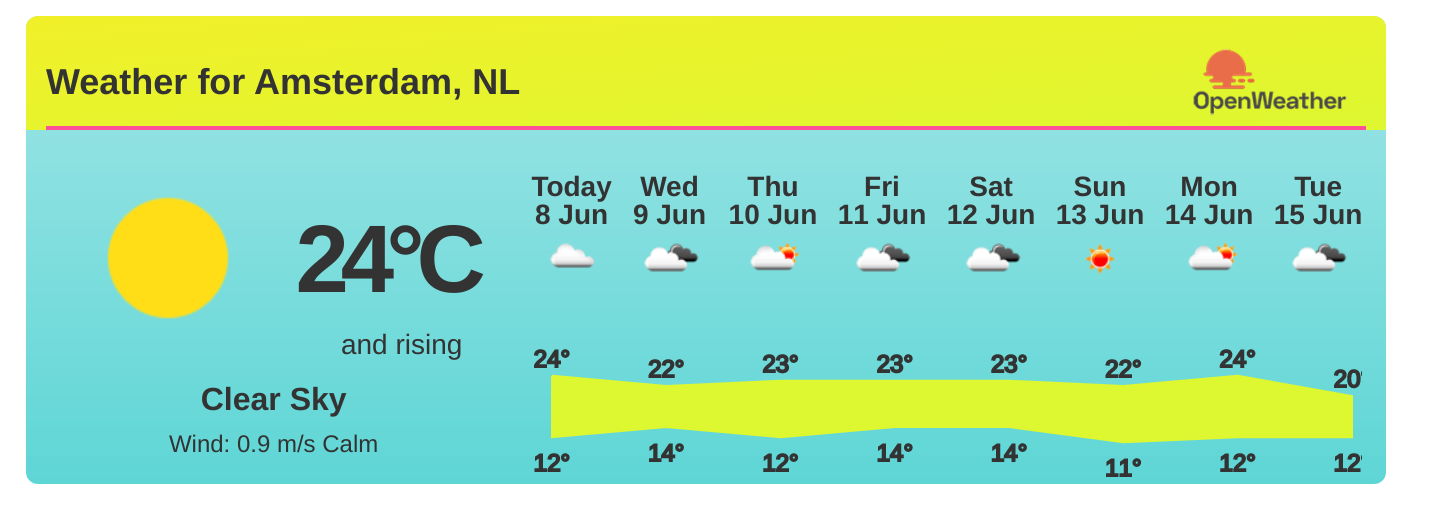 Weather for Amsterdam, NL
OpenWeather
24°C
and rising
Clear Sky
Wind: 0.9 m/s Calm
Today Wed Thu Fri Sat Sun Mon Tue
8 Jun 9 Jun 10 Jun 11 Jun 12 Jun 13 Jun 14 Jun 15 Jun
24° 22° 23° 23° 23° 22° 24° 20°
12° 14° 12° 14° 14° 11° 12° 12°